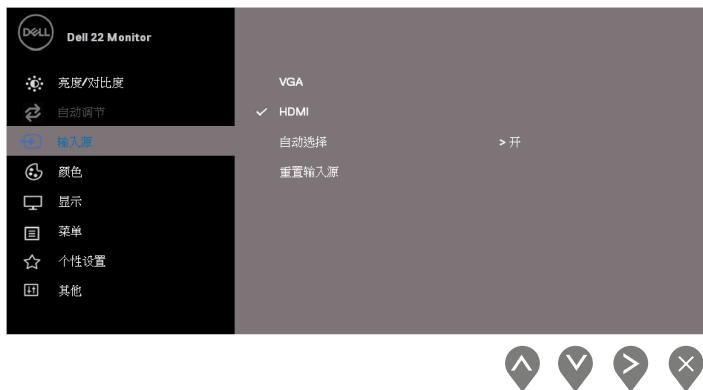 DELL
Dell 22 Monitor
亮度/对比度
自动调节
输入源
颜色
显示
菜单
个性设置
其他
VGA
✓ HDMI
自动选择 > 开
重置输入源